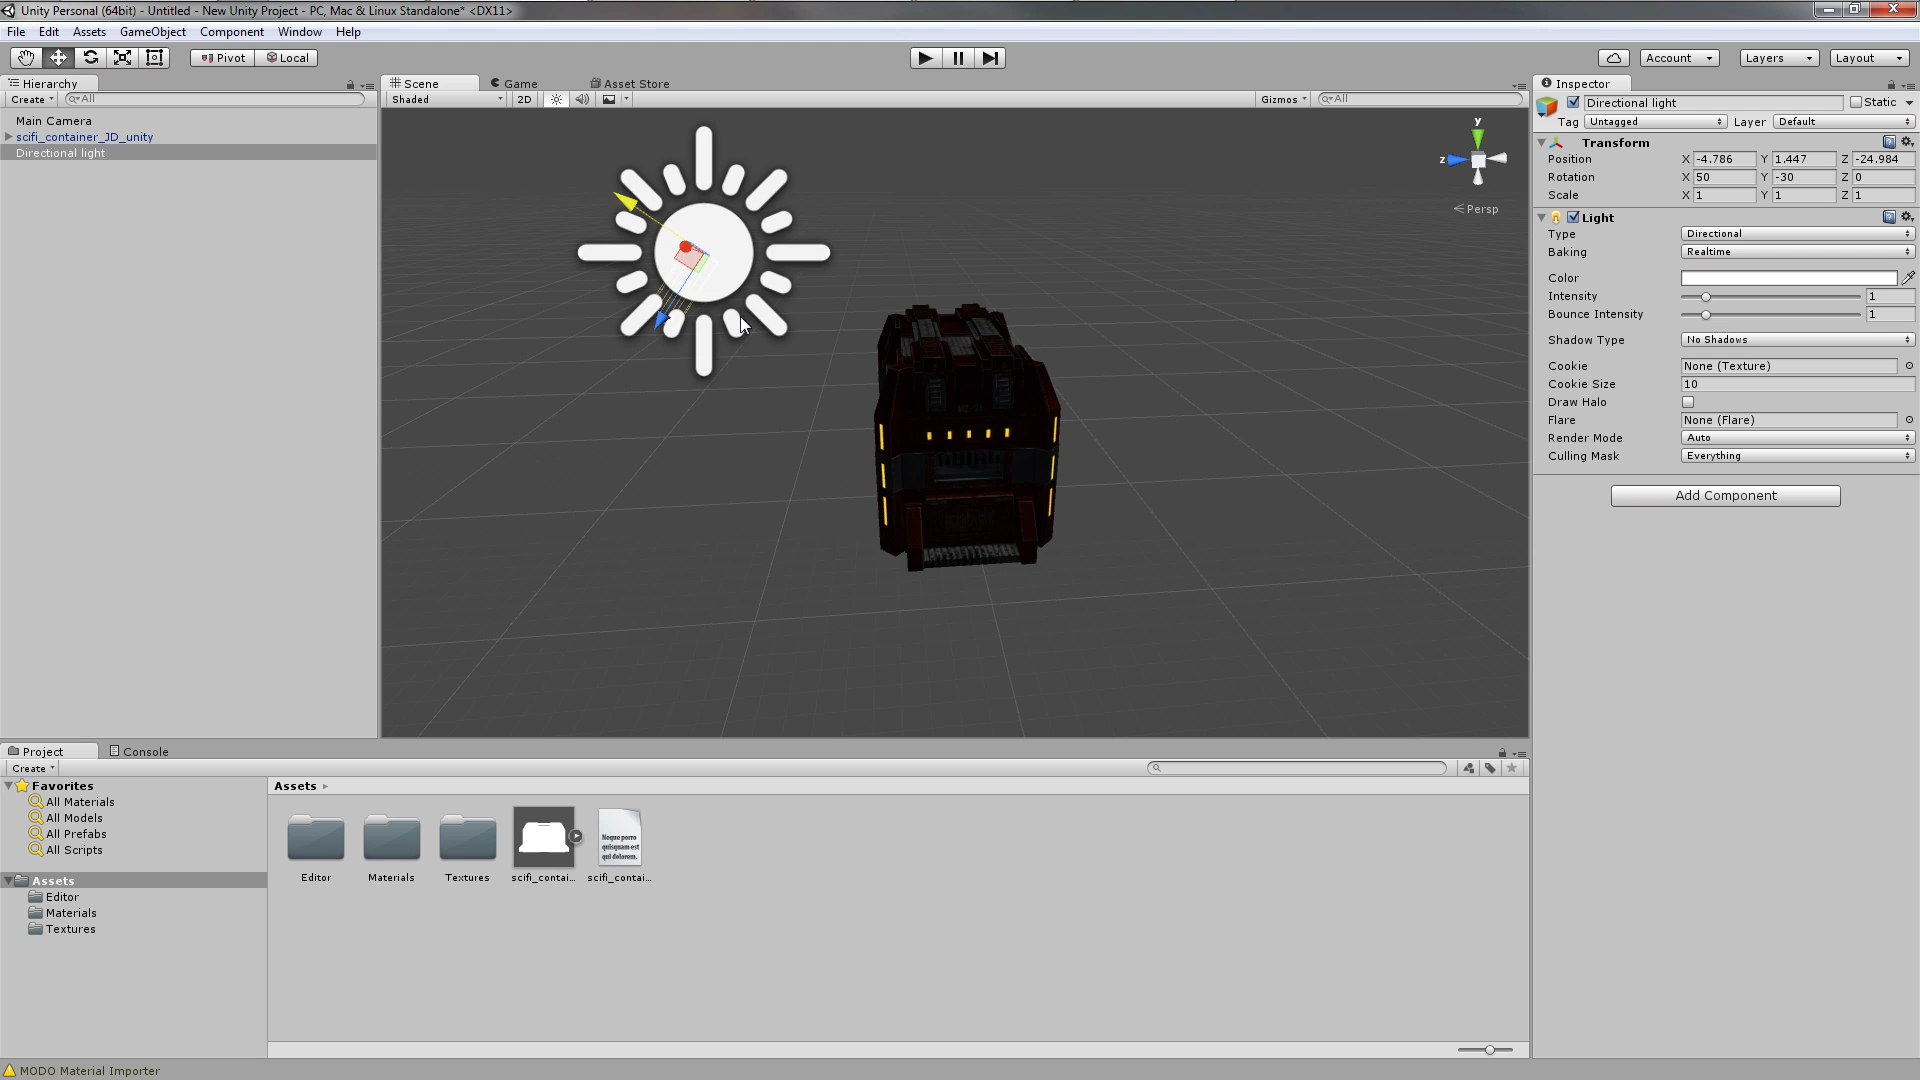 Unity Personal (64bit) - Untitled - New Unity Project - PC, Mac & Linux Standalone* <DX11>
File Edit Assets GameObject Component Window Help
Pivot Local
Account Layers Layout
Hierarchy
Create All
Main Camera
scifi_container_JD_unity
Directional light
Scene Game Asset Store
Shaded 2D Gizmos All
y
z
Persp
Inspector
Directional light Static
Tag Untagged Layer Default
Transform
Position X -4.786 Y 1.447 Z -24.984
Rotation X 50 Y -30 Z 0
Scale X 1 Y 1 Z 1
Light
Type Directional
Baking Realtime
Color
Intensity 1
Bounce Intensity 1
Shadow Type No Shadows
Cookie None (Texture)
Cookie Size 10
Draw Halo
Flare None (Flare)
Render Mode Auto
Culling Mask Everything
Add Component
Project Console
Create
Favorites
All Materials
All Models
All Prefabs
All Scripts
Assets
Editor
Materials
Textures
Assets
Neque porro
quisquam est
qui dolorem.
Editor Materials Textures scifi_contai... scifi_contai...
MODO Material Importer